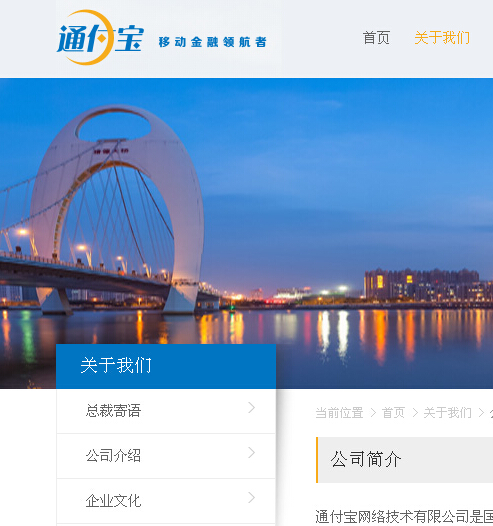 通付宝 移动金融领航者
首页 关于我们
关于我们
总裁寄语
公司介绍
企业文化
当前位置 > 首页 > 关于我们 >
公司简介
通付宝网络技术有限公司是国